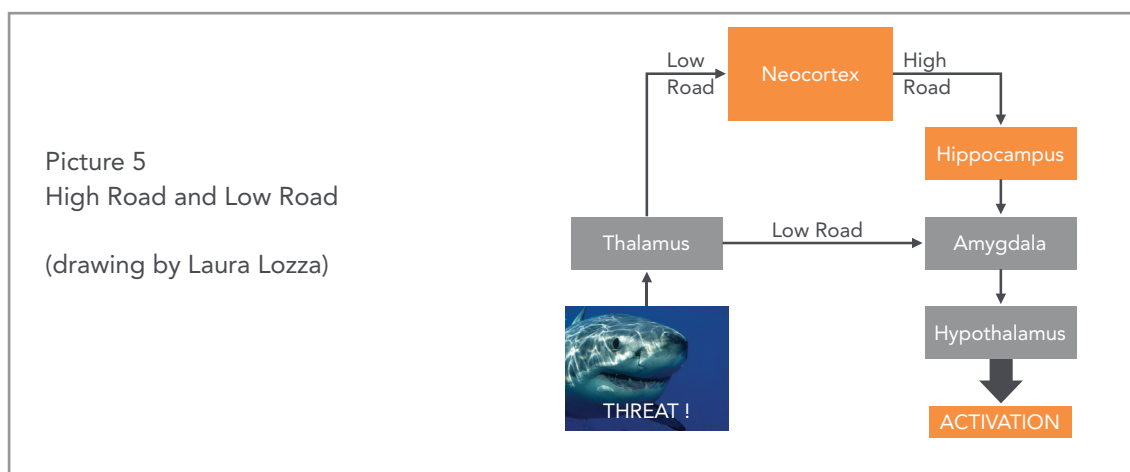 Picture 5
High Road and Low Road
(drawing by Laura Lozza)
Low
Road
Neocortex
High
Road
Hippocampus
Thalamus
Low Road
Amygdala
Hypothalamus
THREAT !
ACTIVATION